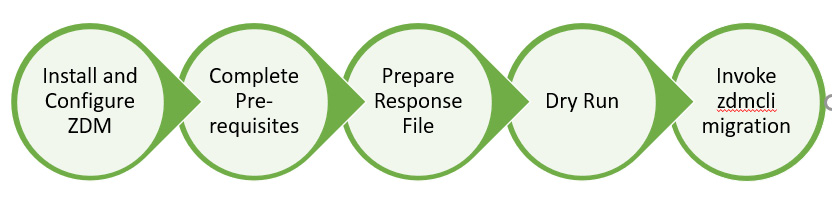 Install and
Configure
ZDM
Complete
Pre-
requisites
Prepare
Response
File
Dry Run
Invoke
zdmcli
migration